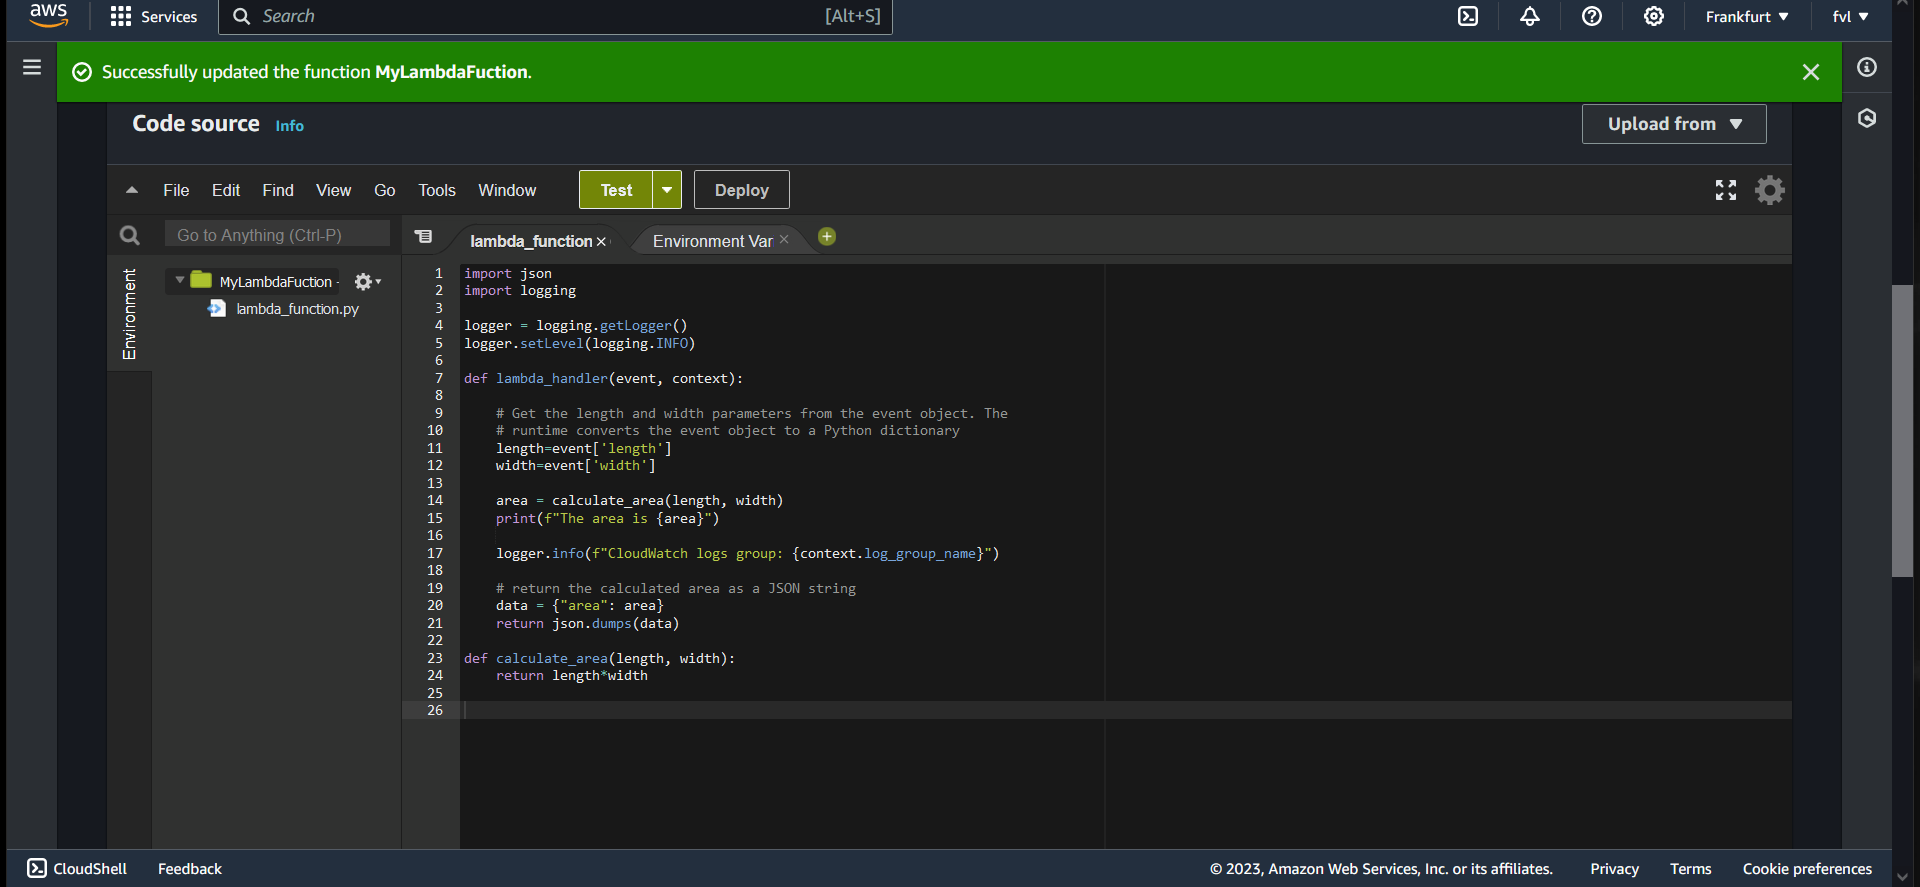 aws Services Search [Alt+S] Frankfurt ▼ fvl ▼
Successfully updated the function MyLambdaFuction.
Code source Info Upload from ▼
File Edit Find View Go Tools Window Test Deploy
Go to Anything (Ctrl-P) lambda_function × Environment Var ×
Environment
MyLambdaFuction -
lambda_function.py
1 import json
2 import logging
3
4 logger = logging.getLogger()
5 logger.setLevel(logging.INFO)
6
7 def lambda_handler(event, context):
8
9     # Get the length and width parameters from the event object. The
10     # runtime converts the event object to a Python dictionary
11     length=event['length']
12     width=event['width']
13
14     area = calculate_area(length, width)
15     print(f"The area is {area}")
16
17     logger.info(f"CloudWatch logs group: {context.log_group_name}")
18
19     # return the calculated area as a JSON string
20     data = {"area": area}
21     return json.dumps(data)
22
23 def calculate_area(length, width):
24     return length*width
25
26
CloudShell Feedback © 2023, Amazon Web Services, Inc. or its affiliates. Privacy Terms Cookie preferences